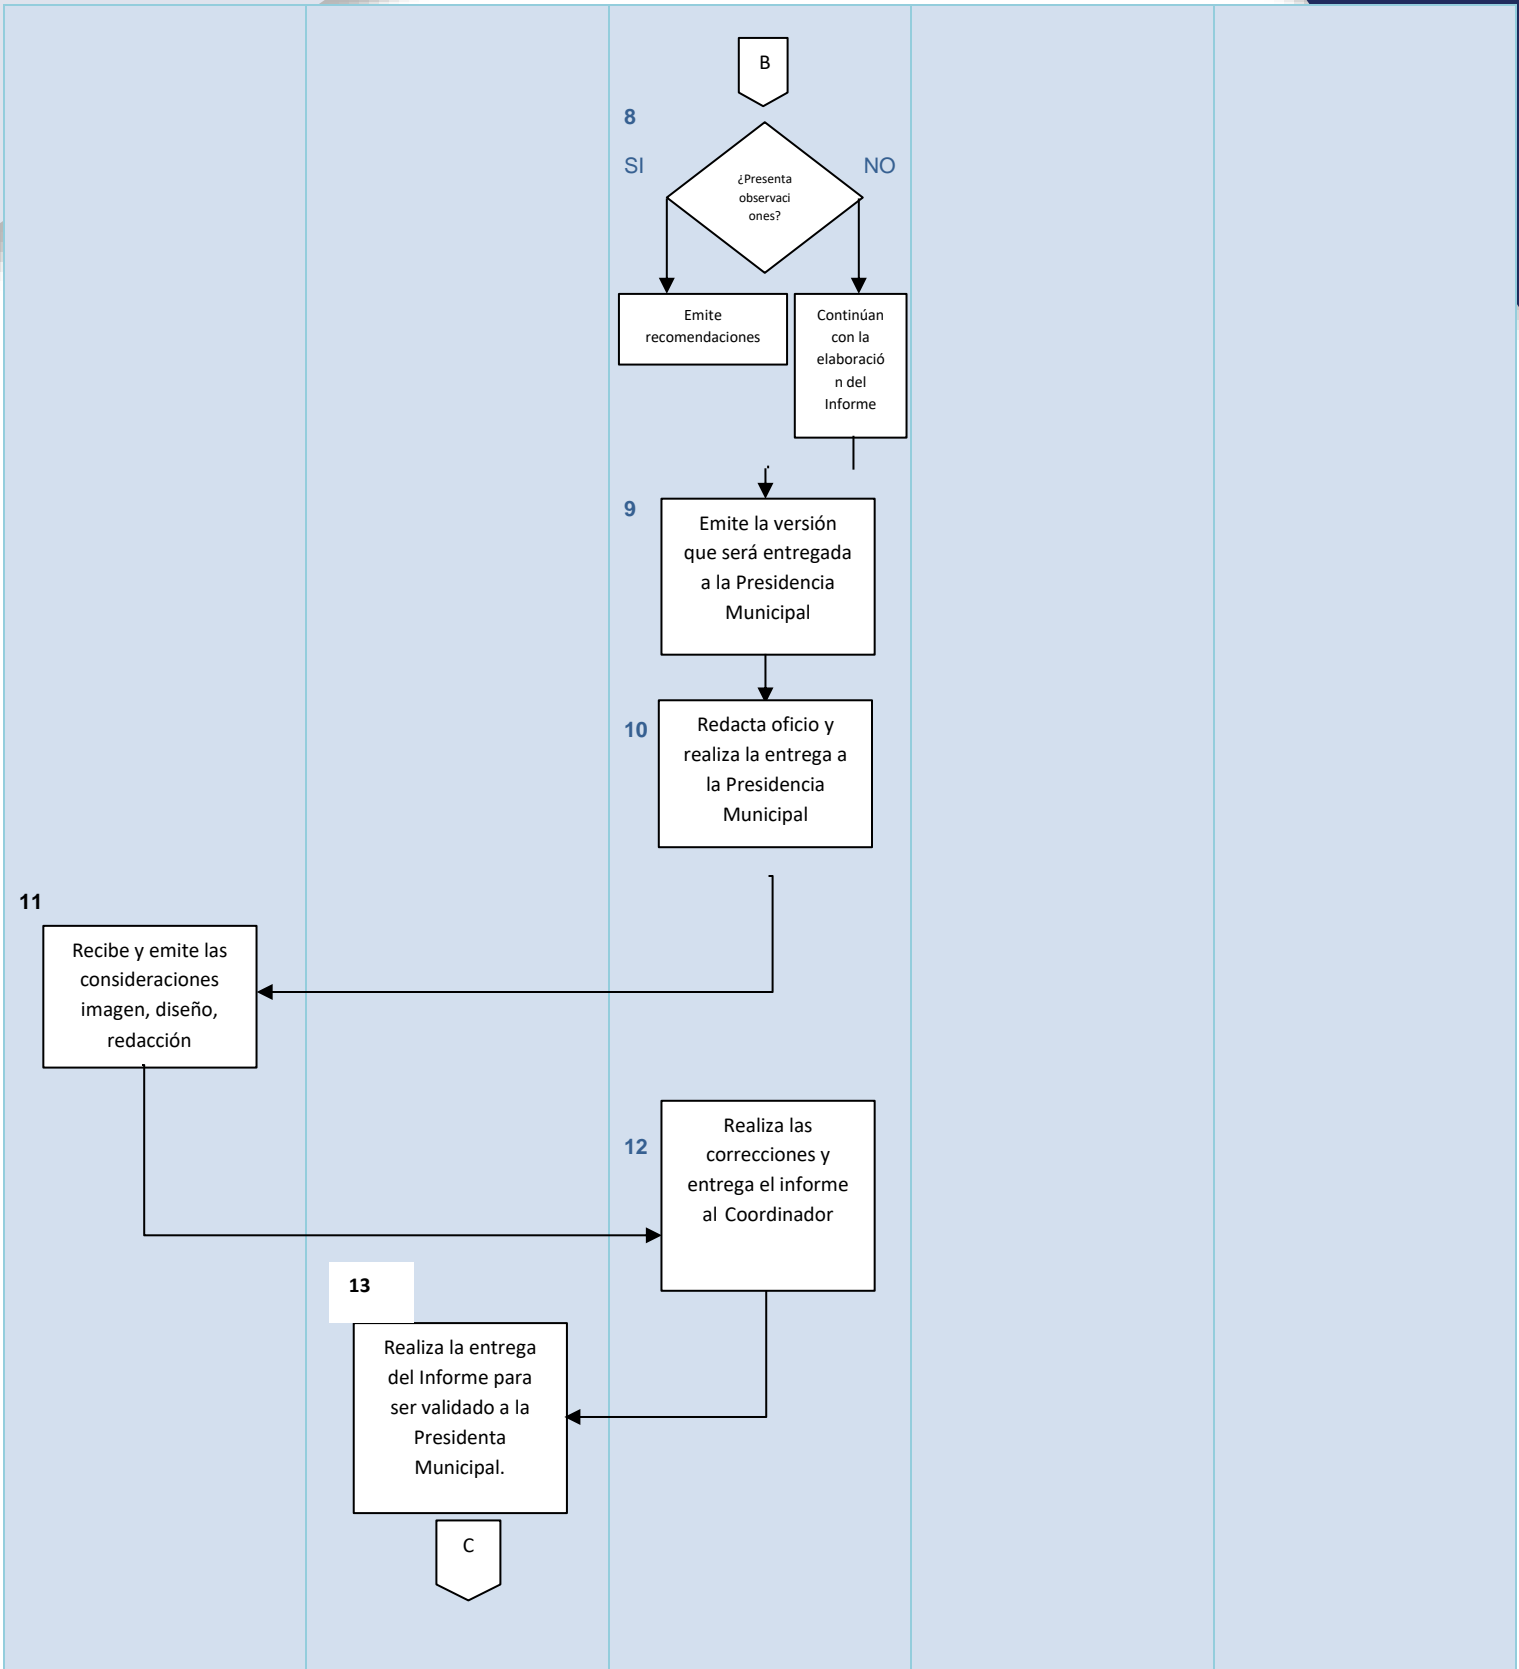 B
8
SI
NO
¿Presenta
observaci
ones?
Emite
recomendaciones
Continúan
con la
elaboració
n del
Informe
9
Emite la versión
que será entregada
a la Presidencia
Municipal
10
Redacta oficio y
realiza la entrega a
la Presidencia
Municipal
11
Recibe y emite las
consideraciones
imagen, diseño,
redacción
12
Realiza las
correcciones y
entrega el informe
al Coordinador
13
Realiza la entrega
del Informe para
ser validado a la
Presidenta
Municipal.
C